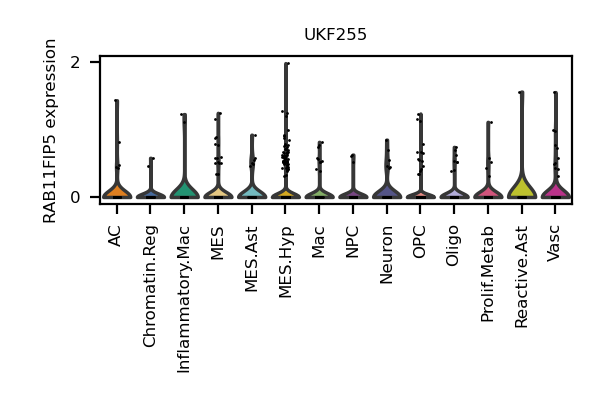 UKF255
RAB11FIP5 expression
2
0
AC
Chromatin.Reg
Inflammatory.Mac
MES
MES.Ast
MES.Hyp
Mac
NPC
Neuron
OPC
Oligo
Prolif.Metab
Reactive.Ast
Vasc